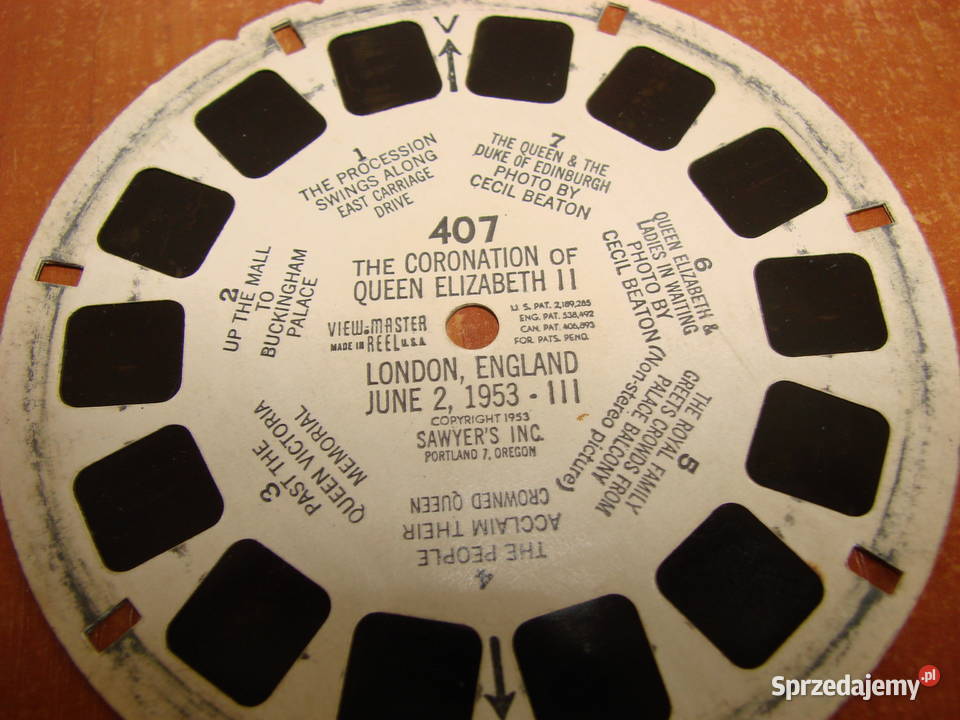 V
1
THE PROCESSION
SWINGS ALONG
EAST CARRIAGE
DRIVE
7
THE QUEEN & THE
DUKE OF EDINBURGH
PHOTO BY
CECIL BEATON
407
THE CORONATION OF
QUEEN ELIZABETH II
VIEW-MASTER
MADE IN REEL U.S.A.
U.S. PAT. 2,189,285
ENG. PAT. 538,492
CAN. PAT. 406,893
FOR. PATS. PEND.
LONDON, ENGLAND
JUNE 2, 1953 - III
COPYRIGHT 1953
SAWYER'S INC.
PORTLAND 7, OREGON
2
UP THE MALL
TO
BUCKINGHAM
PALACE
3
PAST THE
QUEEN VICTORIA
MEMORIAL
4
THE PEOPLE
ACCLAIM THEIR
CROWNED QUEEN
5
THE ROYAL FAMILY
GREETS CROWDS FROM
PALACE BALCONY
(Non-stereo picture)
6
QUEEN ELIZABETH &
LADIES IN WAITING
PHOTO BY
CECIL BEATON
Sprzedajemy.pl